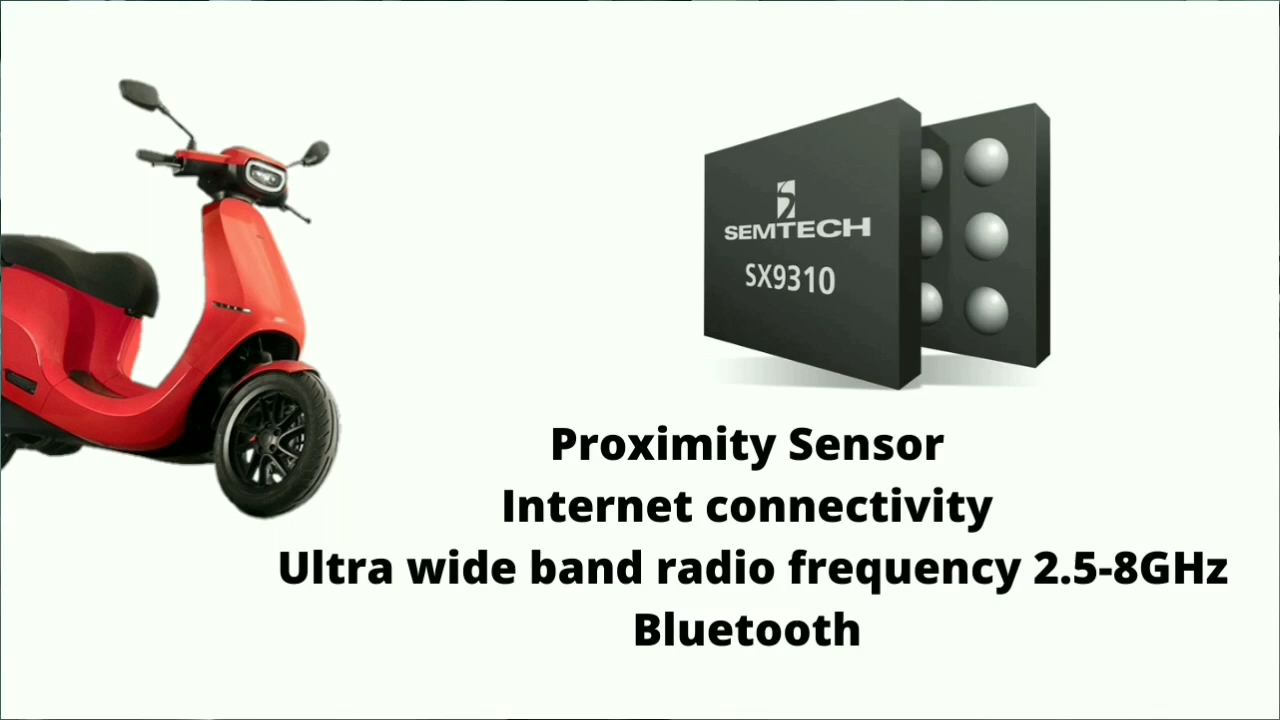 SEMTECH
SX9310
Proximity Sensor
Internet connectivity
Ultra wide band radio frequency 2.5-8GHz
Bluetooth